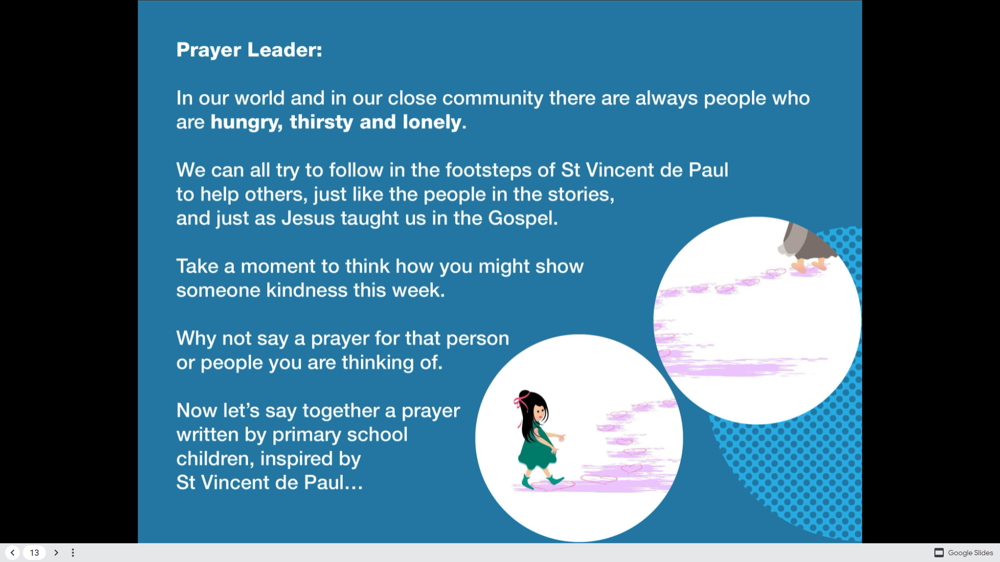 Prayer Leader:
In our world and in our close community there are always people who
are hungry, thirsty and lonely.
We can all try to follow in the footsteps of St Vincent de Paul
to help others, just like the people in the stories,
and just as Jesus taught us in the Gospel.
Take a moment to think how you might show
someone kindness this week.
Why not say a prayer for that person
or people you are thinking of.
Now let’s say together a prayer
written by primary school
children, inspired by
St Vincent de Paul…
13
Google Slides